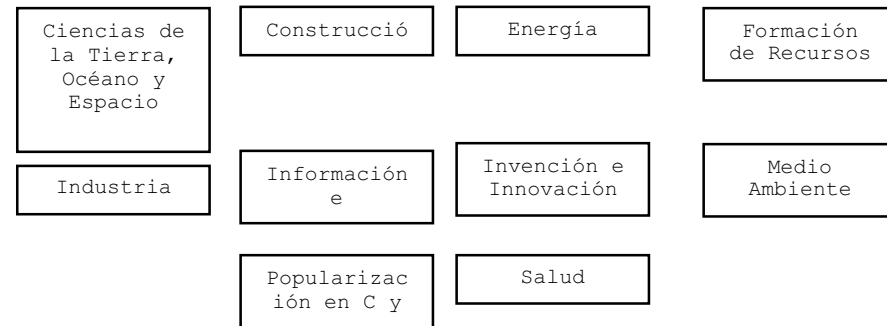 Ciencias de
la Tierra,
Océano y
Espacio
Construcció
Energía
Formación
de Recursos
Industria
Información
e
Invención e
Innovación
Medio
Ambiente
Popularizac
ión en C y
Salud